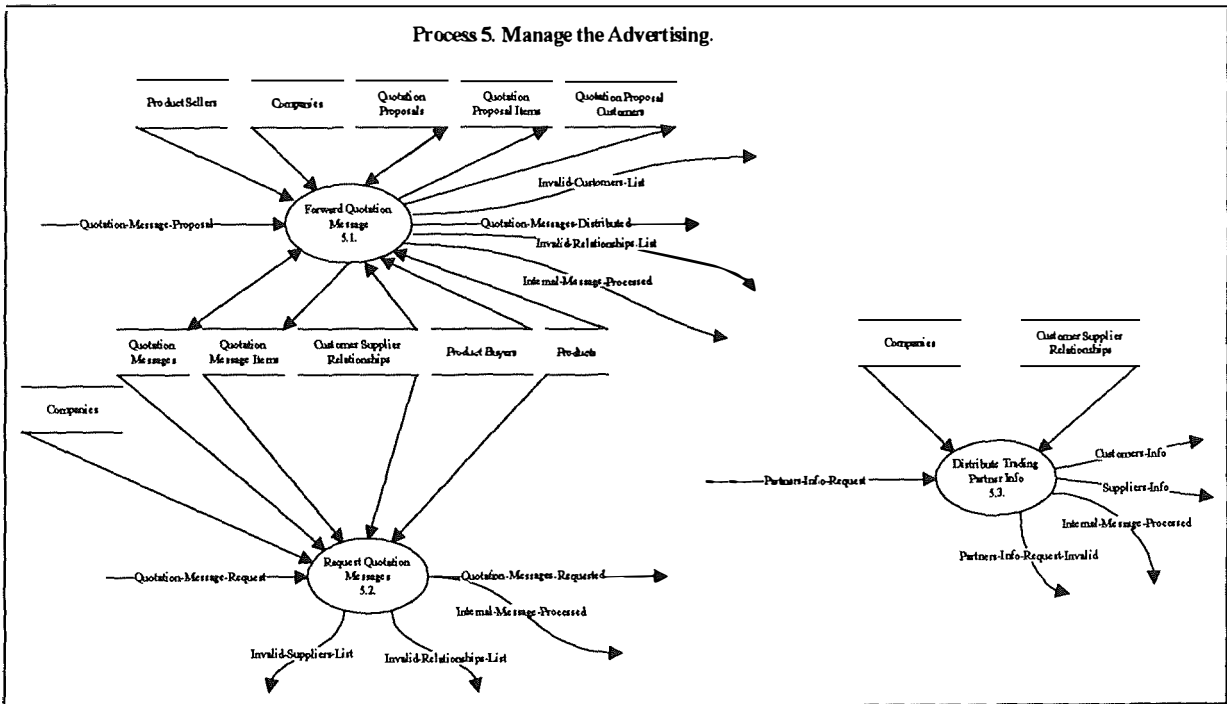 Process 5. Manage the Advertising.
Product Sellers
Companies
Quotation
Proposals
Quotation
Proposal Items
Quotation Proposal
Customers
Invalid-Customers-List
Forward Quotation
Message
5.1.
Quotation-Message-Proposal
Quotation-Messages-Distributed
Invalid-Relationships-List
Internal-Message-Processed
Quotation
Messages
Quotation
Message Items
Customer Supplier
Relationships
Product Buyers
Products
Companies
Companies
Customer Supplier
Relationships
Distribute Trading
Partner Info
5.3.
Partners-Info-Request
Customers-Info
Suppliers-Info
Internal-Message-Processed
Partners-Info-Request-Invalid
Request Quotation
Messages
5.2.
Quotation-Message-Request
Quotation-Messages-Requested
Internal-Message-Processed
Invalid-Suppliers-List
Invalid-Relationships-List